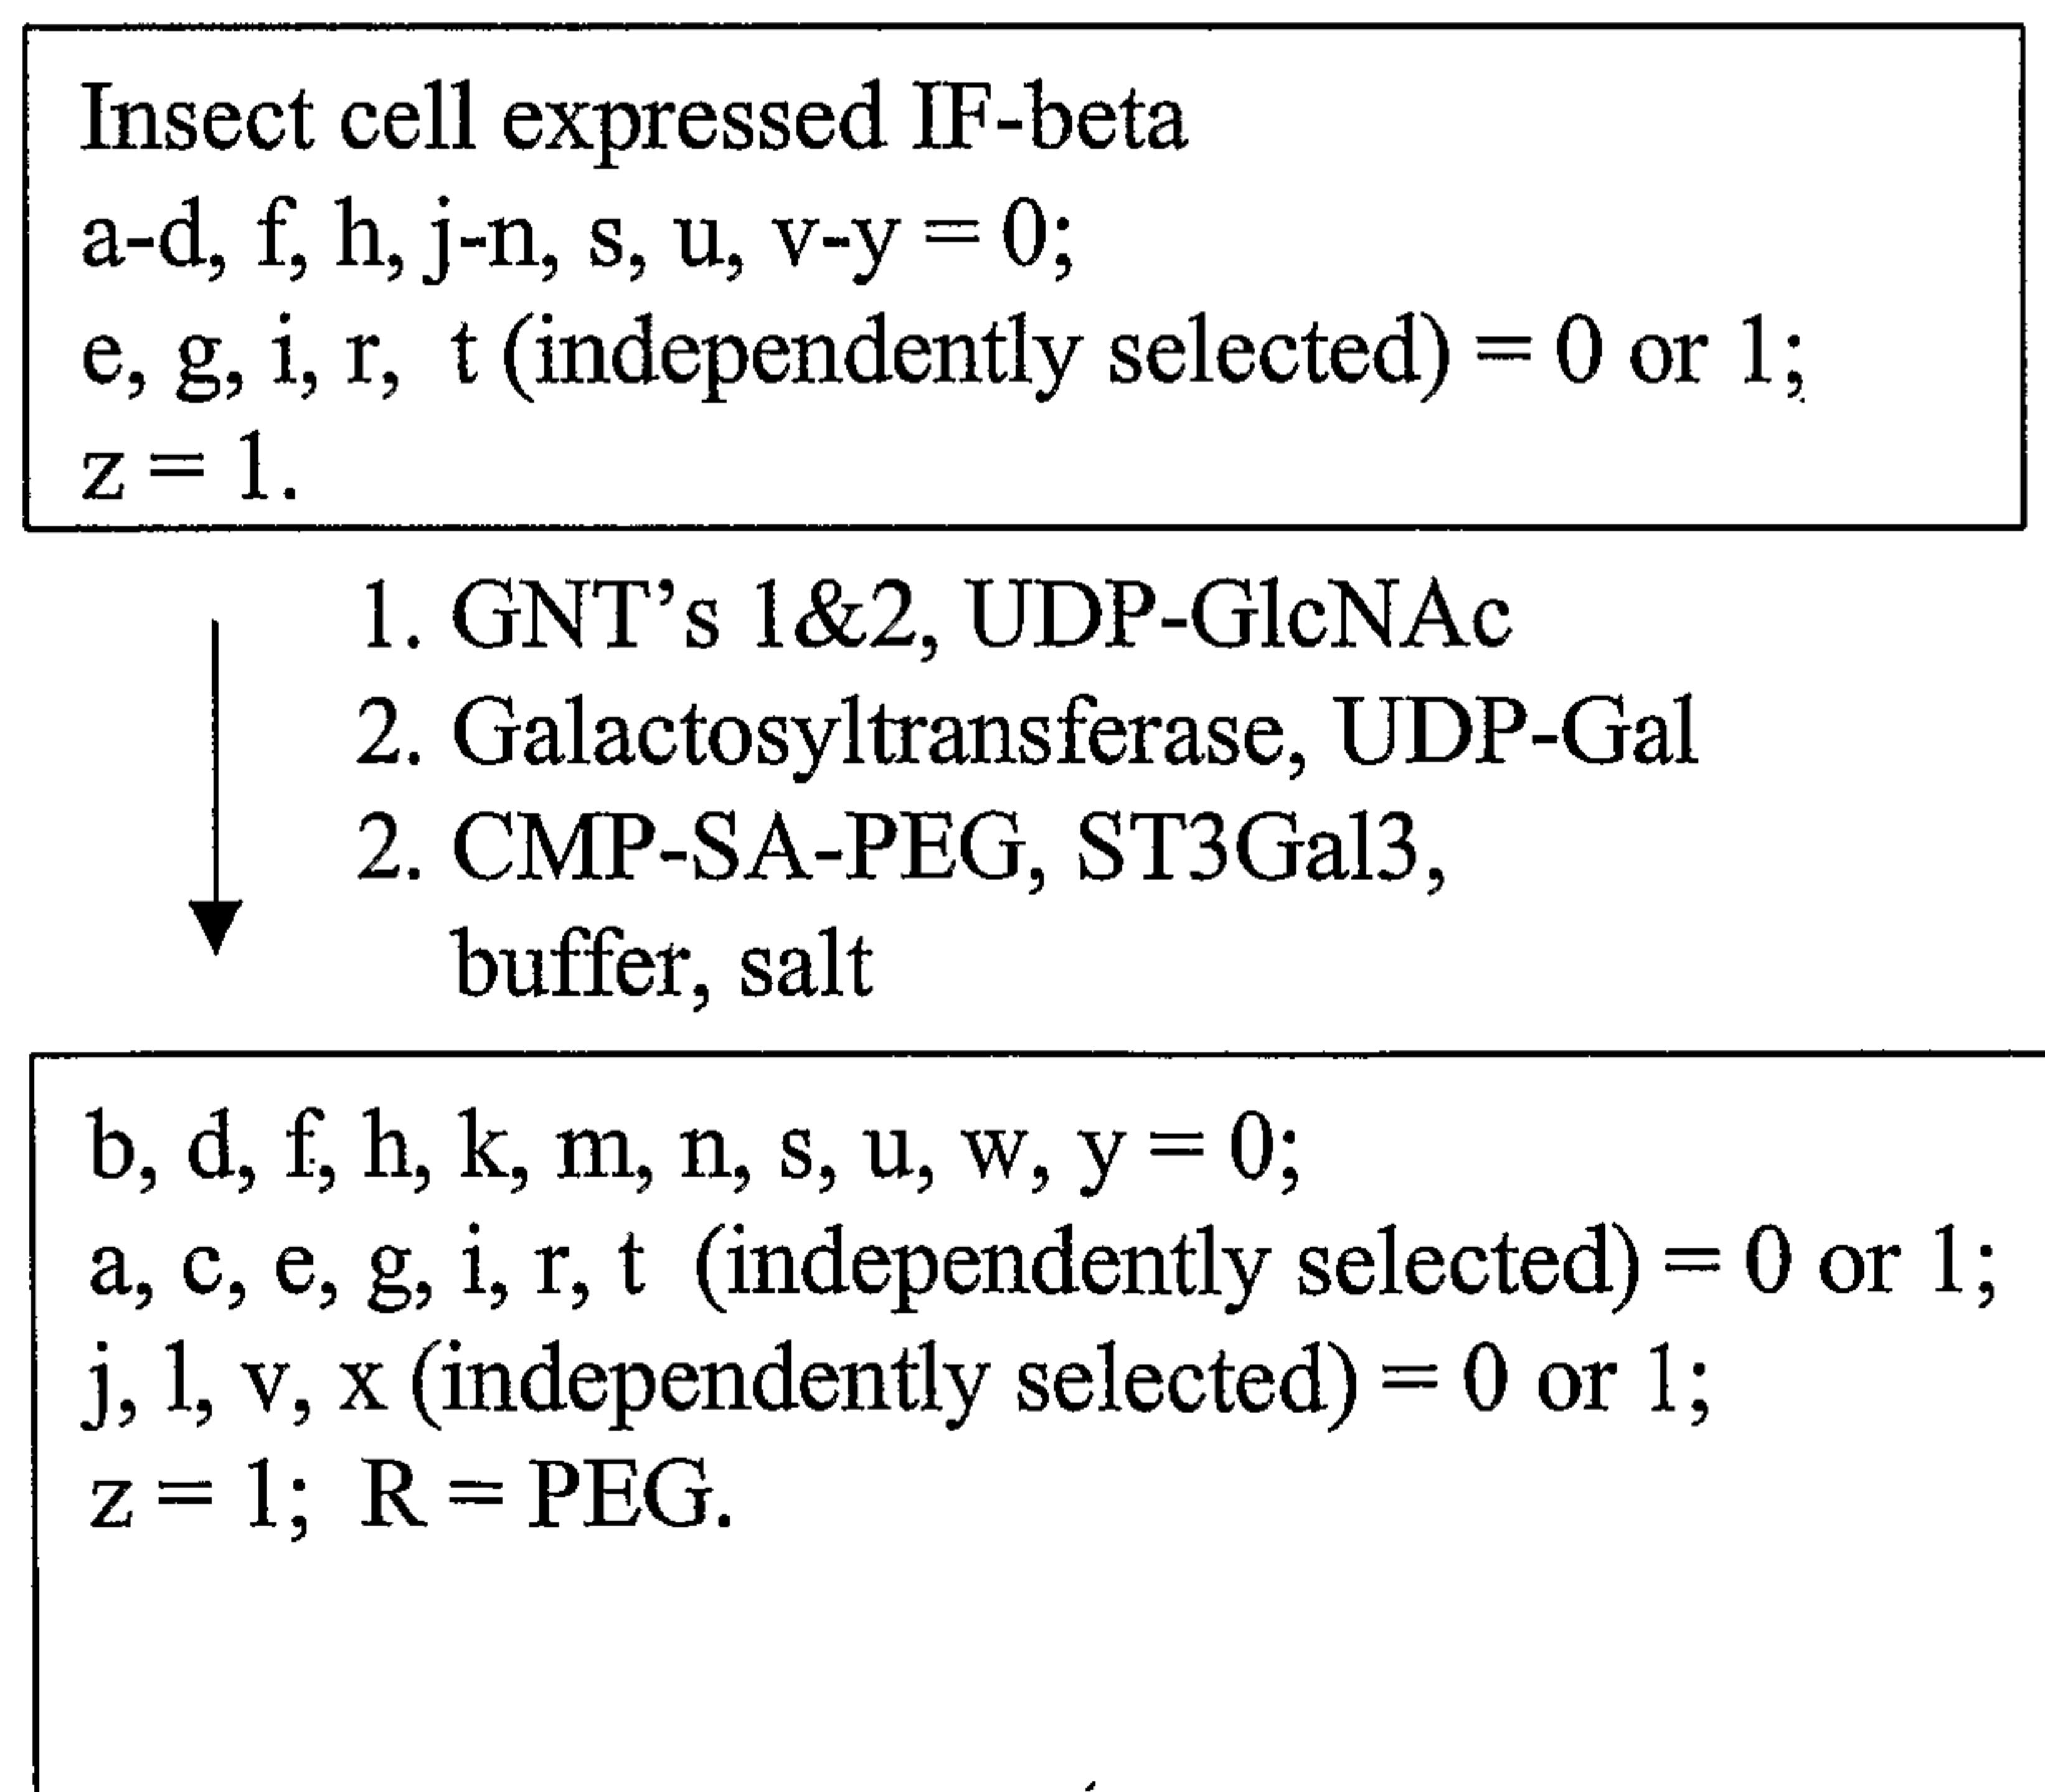 Insect cell expressed IF-beta
a-d, f, h, j-n, s, u, v-y = 0;
e, g, i, r, t (independently selected) = 0 or 1;
z = 1.
1. GNT's 1&2, UDP-GlcNAc
2. Galactosyltransferase, UDP-Gal
2. CMP-SA-PEG, ST3Gal3,
buffer, salt
b, d, f, h, k, m, n, s, u, w, y = 0;
a, c, e, g, i, r, t (independently selected) = 0 or 1;
j, l, v, x (independently selected) = 0 or 1;
z = 1; R = PEG.